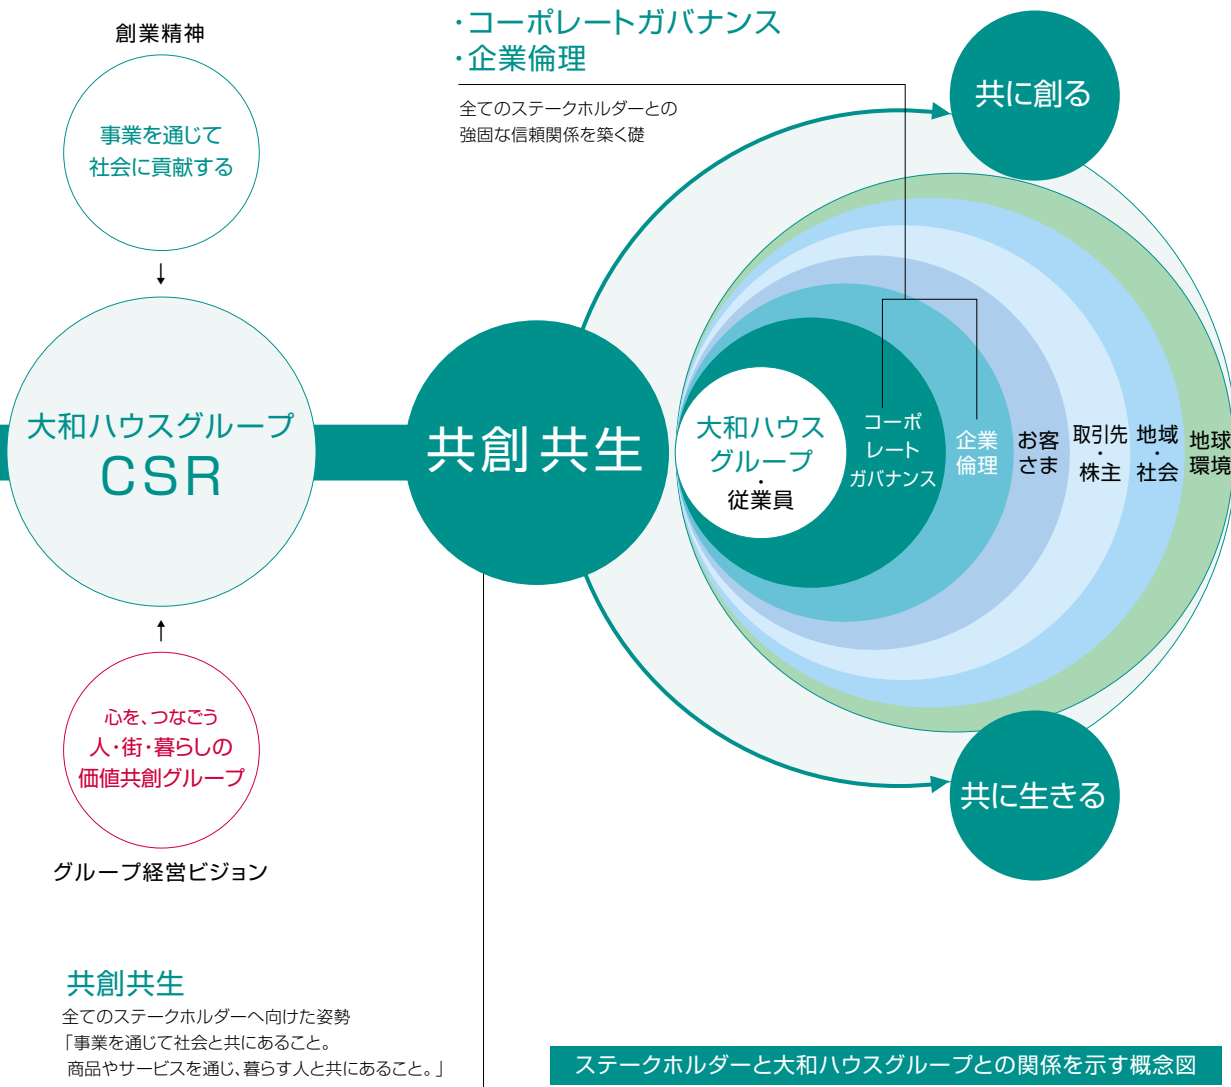 創業精神
事業を通じて
社会に貢献する
大和ハウスグループ
CSR
心を、つなごう
人・街・暮らしの
価値共創グループ
グループ経営ビジョン
・コーポレートガバナンス
・企業倫理
全てのステークホルダーとの
強固な信頼関係を築く礎
共に創る
共創共生
大和ハウス
グループ
・
従業員
コーポ
レート
ガバナンス
企業
倫理
お客
さま
取引先
・
株主
地域
・
社会
地球
環境
共に生きる
共創共生
全てのステークホルダーへ向けた姿勢
「事業を通じて社会と共にあること。
商品やサービスを通じ、暮らす人と共にあること。」
ステークホルダーと大和ハウスグループとの関係を示す概念図